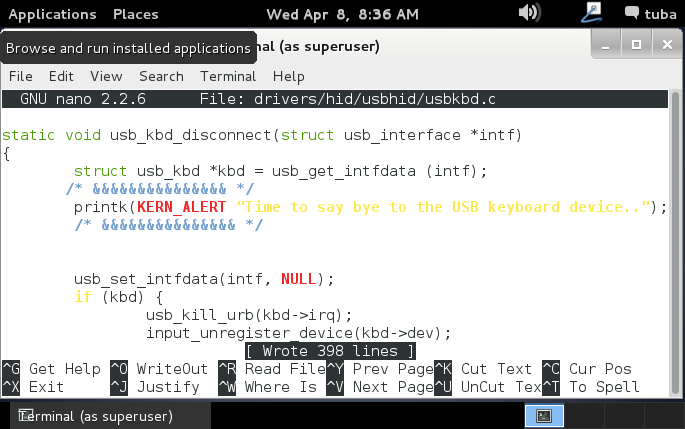 Applications Places Wed Apr 8, 8:36 AM tuba
Browse and run installed applications
inal (as superuser)
File Edit View Search Terminal Help
GNU nano 2.2.6 File: drivers/hid/usbhid/usbkbd.c
static void usb_kbd_disconnect(struct usb_interface *intf)
{
struct usb_kbd *kbd = usb_get_intfdata (intf);
/* &&&&&&&&&&&&&&& */
printk(KERN_ALERT "Time to say bye to the USB keyboard device..");
/* &&&&&&&&&&&&&&& */
usb_set_intfdata(intf, NULL);
if (kbd) {
usb_kill_urb(kbd->irq);
input_unregister_device(kbd->dev);
[ Wrote 398 lines ]
^G Get Help ^O WriteOut ^R Read File ^Y Prev Page ^K Cut Text ^C Cur Pos
^X Exit ^J Justify ^W Where Is ^V Next Page ^U UnCut Tex ^T To Spell
Terminal (as superuser)